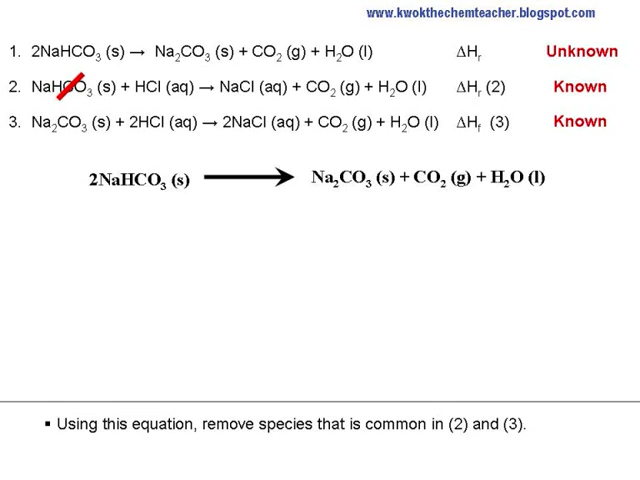 www.kwokthechemteacher.blogspot.com
1. 2NaHCO₃ (s) → Na₂CO₃ (s) + CO₂ (g) + H₂O (l) ΔHᵣ Unknown
2. NaHCO₃ (s) + HCl (aq) → NaCl (aq) + CO₂ (g) + H₂O (l) ΔHᵣ (2) Known
3. Na₂CO₃ (s) + 2HCl (aq) → 2NaCl (aq) + CO₂ (g) + H₂O (l) ΔHf (3) Known
2NaHCO₃ (s) ⟶ Na₂CO₃ (s) + CO₂ (g) + H₂O (l)
▪ Using this equation, remove species that is common in (2) and (3).